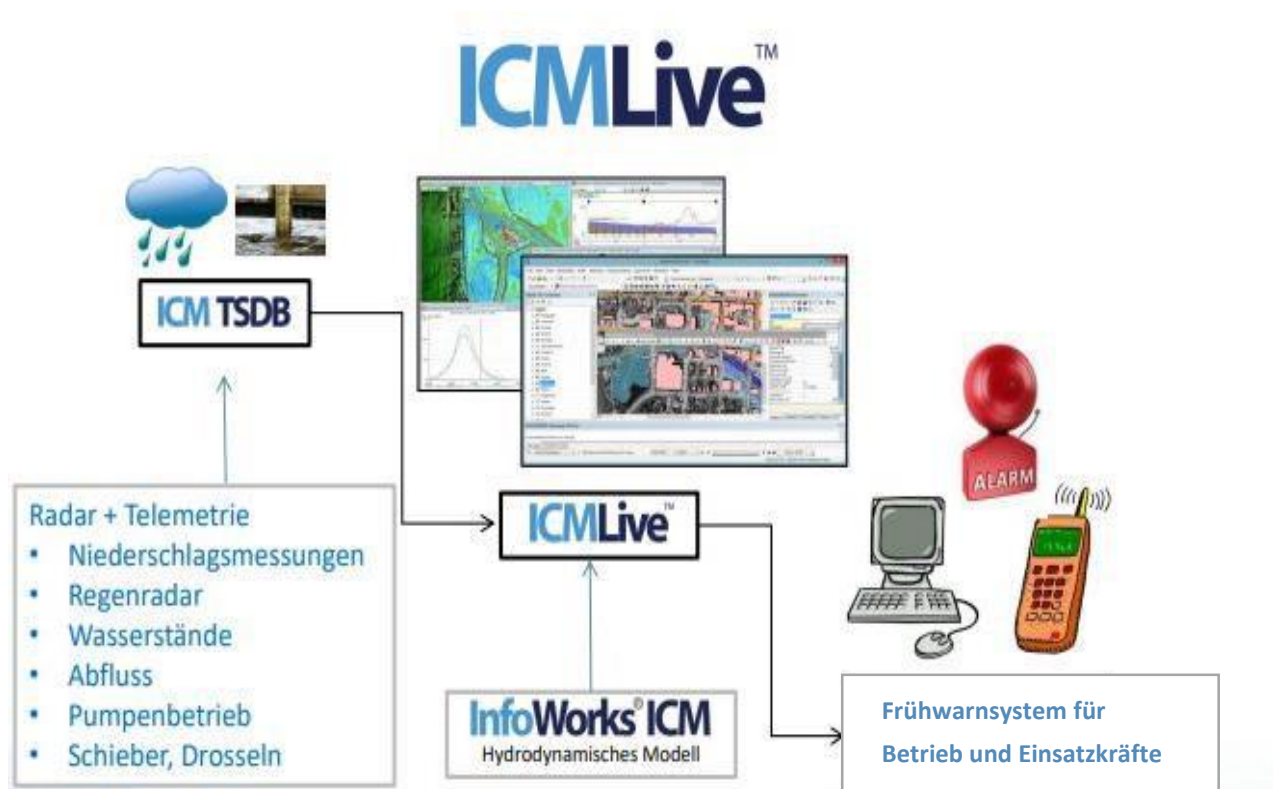 ICMLive™
ICM TSDB
Radar + Telemetrie
• Niederschlagsmessungen
• Regenradar
• Wasserstände
• Abfluss
• Pumpenbetrieb
• Schieber, Drosseln
ICMLive™
InfoWorks® ICM
Hydrodynamisches Modell
ALARM
Frühwarnsystem für
Betrieb und Einsatzkräfte